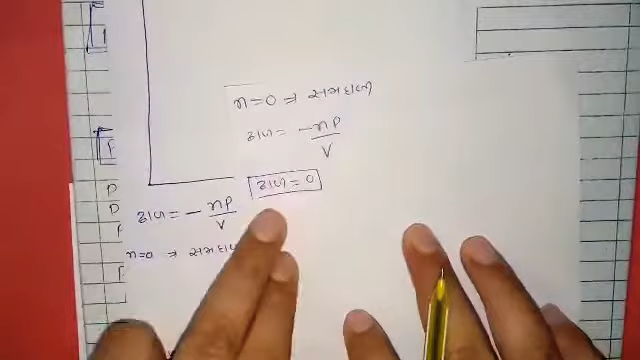 n=0 ⇒ સમદાબ
ઢાળ = -nP/V
ઢાળ = 0
ઢાળ = - nP/V
n=0 ⇒ સમદાબ
P
D
D